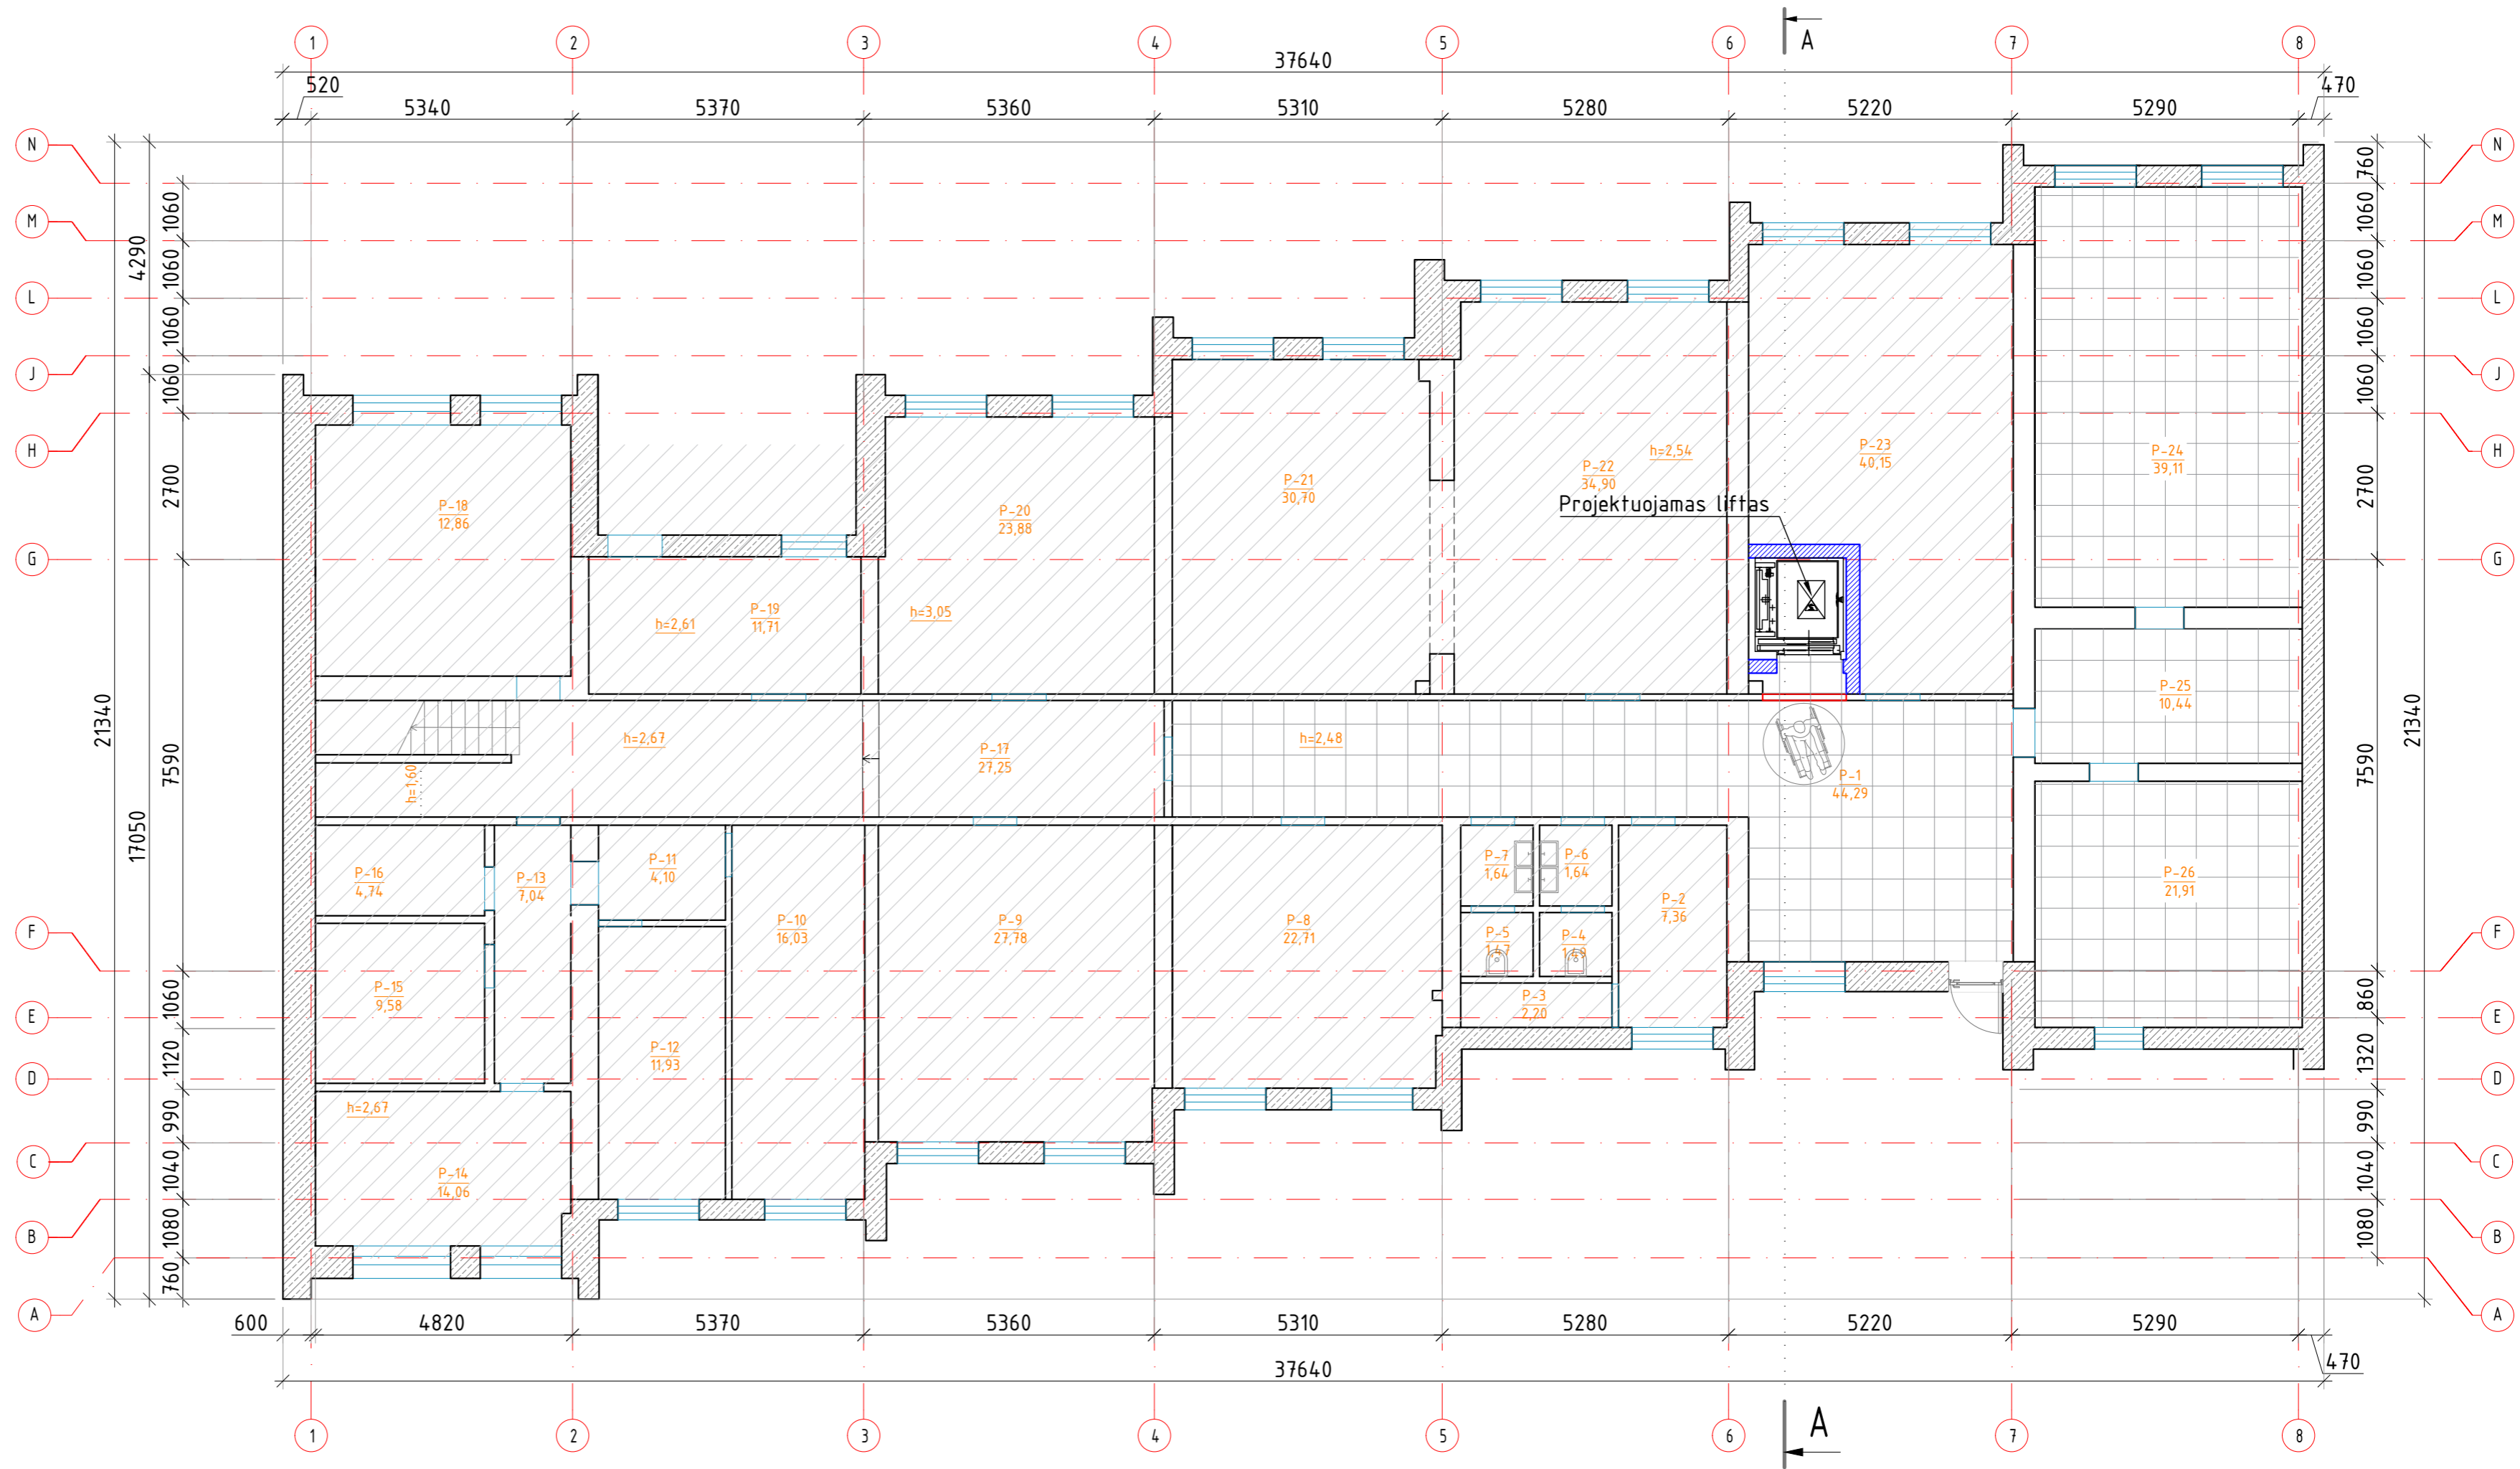 1 2 3 4 5 6 A 7 8
37640
520 470
5340 5370 5360 5310 5280 5220 5290
N N
M M
L L
J J
H H
G G
F F
E E
D D
C C
B B
A A
21340
4290
17050
1060
1060
1060
1060
2700
7590
1060
1120
990
1040
1080
760
760
1060
1060
1060
1060
2700
7590
860
1320
990
1040
1080
21340
P-18
12,86
P-19
11,71
h=2,61
P-20
23,88
h=3,05
P-21
30,70
P-22
34,90
h=2,54
P-23
40,15
P-24
39,11
Projektuojamas liftas
P-25
10,44
h=2,67
P-17
27,25
h=2,48
h=1,60
P-1
44,29
P-16
4,74
P-13
7,04
P-11
4,10
P-10
16,03
P-9
27,78
P-8
22,71
P-7
1,64
P-6
1,64
P-2
7,36
P-26
21,91
P-5
1,47
P-4
P-3
2,20
P-15
9,58
P-12
11,93
h=2,67
P-14
14,06
600 4820 5370 5360 5310 5280 5220 5290
470
37640
1 2 3 4 5 6 A 7 8